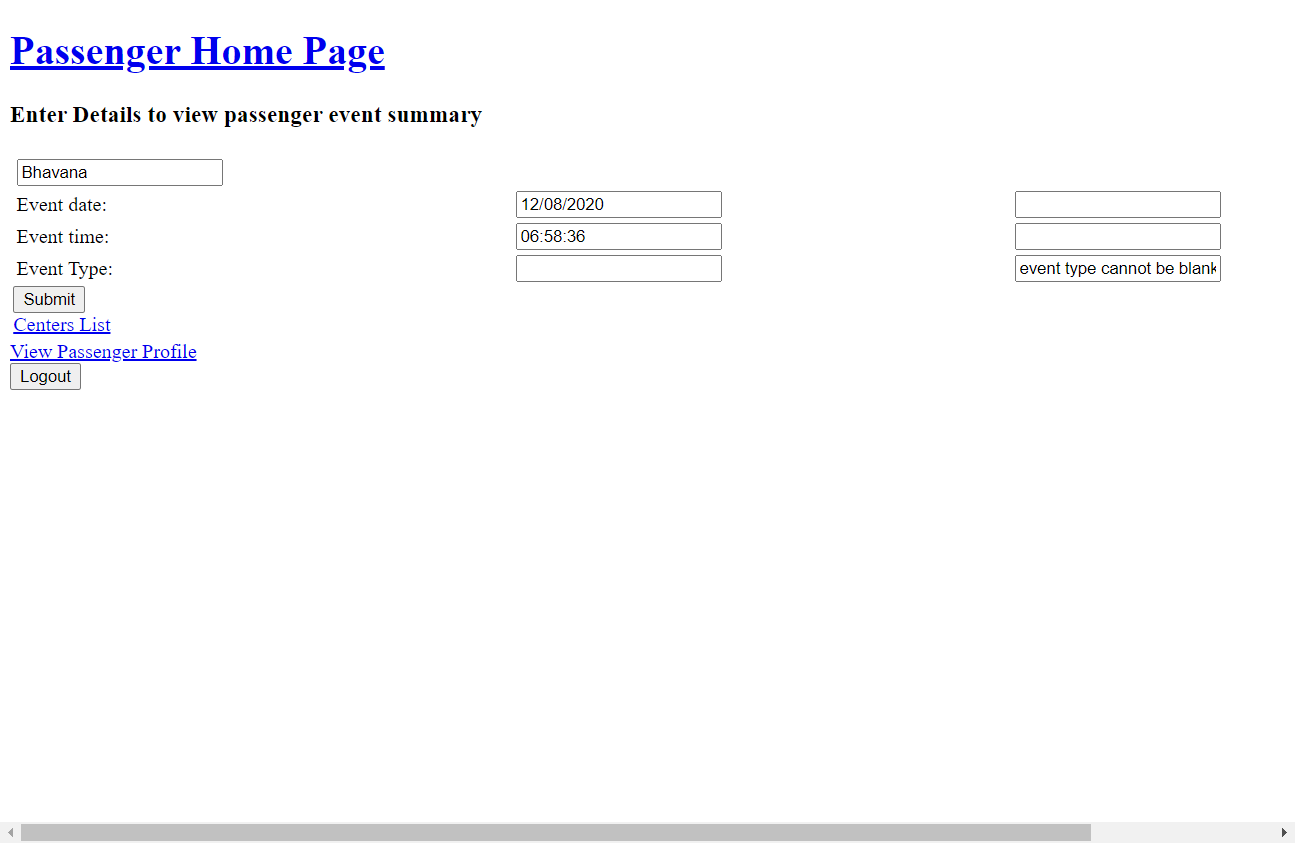 Passenger Home Page
Enter Details to view passenger event summary
Bhavana
Event date: 12/08/2020
Event time: 06:58:36
Event Type: event type cannot be blank
Submit
Centers List
View Passenger Profile
Logout